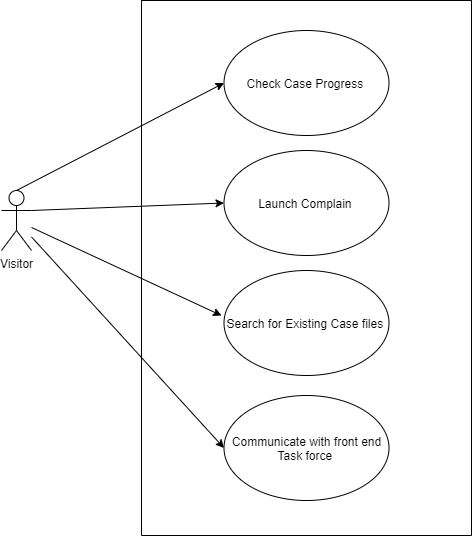 Check Case Progress
Launch Complain
Visitor
Search for Existing Case files
Communicate with front end
Task force